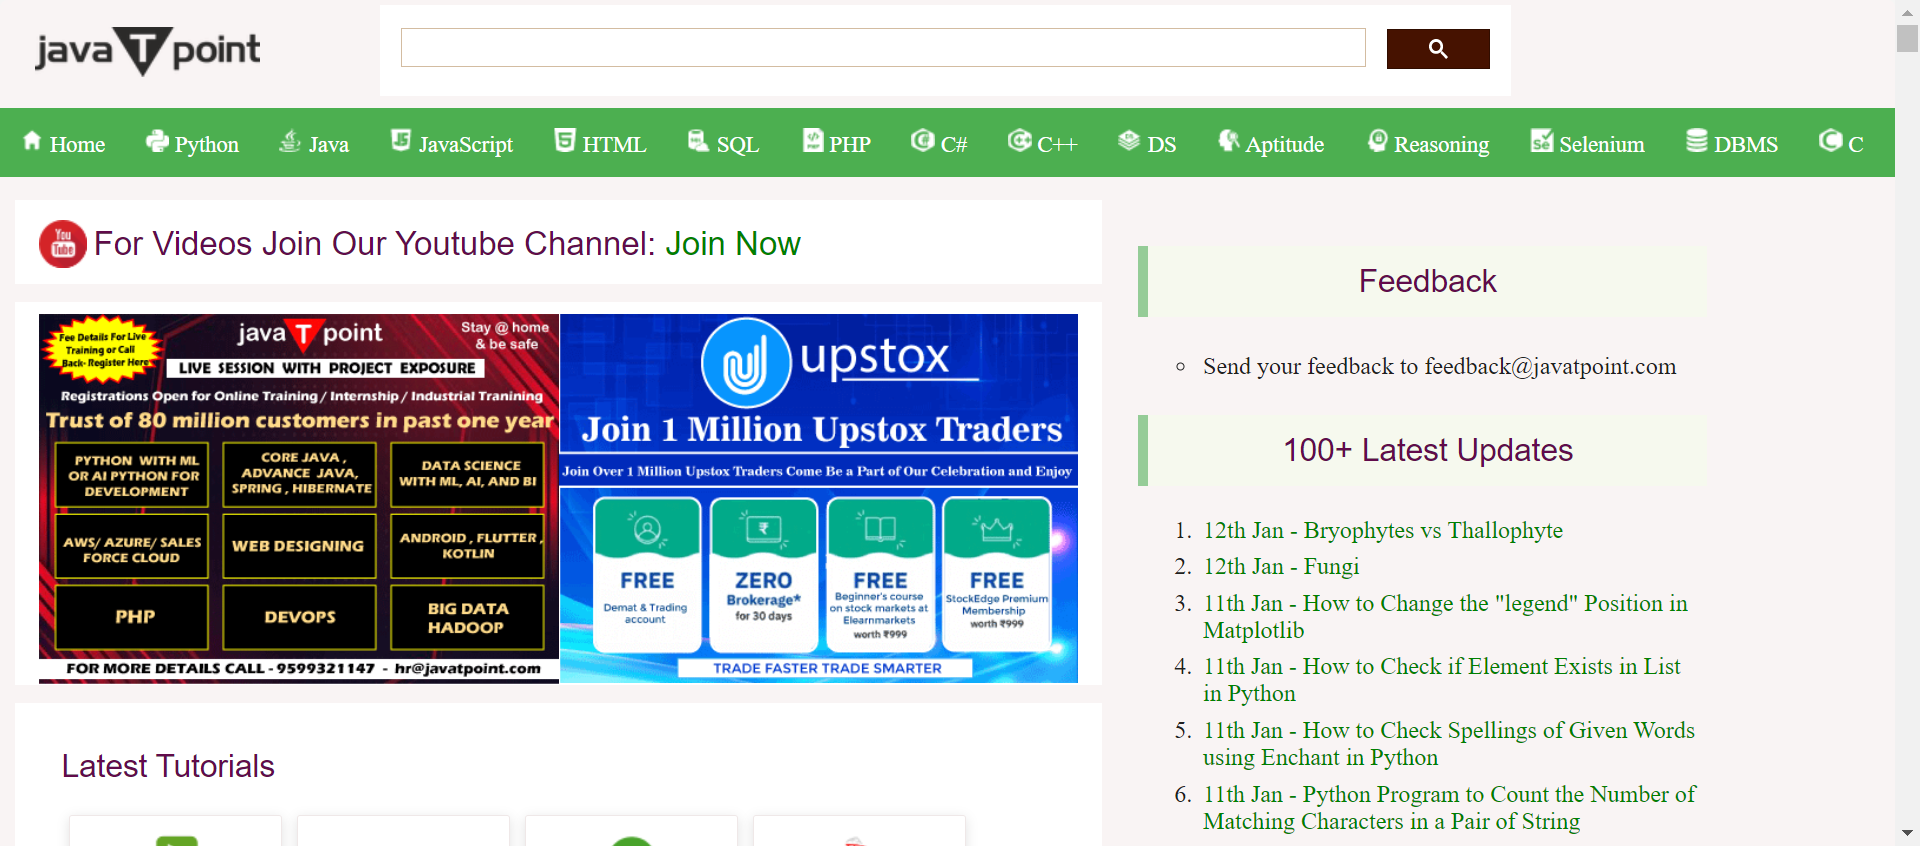 java T point
Home Python Java JavaScript HTML SQL PHP C# C++ DS Aptitude Reasoning Selenium DBMS C
You Tube For Videos Join Our Youtube Channel: Join Now
Fee Details For Live
Training or Call
Back- Register Here
java T point
Stay @ home
& be safe
LIVE SESSION WITH PROJECT EXPOSURE
Registrations Open for Online Training / Internship / Industrial Tranining
Trust of 80 million customers in past one year
PYTHON WITH ML
OR AI PYTHON FOR
DEVELOPMENT
CORE JAVA ,
ADVANCE JAVA,
SPRING , HIBERNATE
DATA SCIENCE
WITH ML, AI, AND BI
AWS/ AZURE/ SALES
FORCE CLOUD
WEB DESIGNING
ANDROID , FLUTTER ,
KOTLIN
PHP
DEVOPS
BIG DATA
HADOOP
FOR MORE DETAILS CALL - 9599321147 - hr@javatpoint.com
upstox
Join 1 Million Upstox Traders
Join Over 1 Million Upstox Traders Come Be a Part of Our Celebration and Enjoy
FREE
Demat & Trading
account
ZERO
Brokerage*
for 30 days
FREE
Beginner's course
on stock markets at
Elearnmarkets
worth ₹999
FREE
StockEdge Premium
Membership
worth ₹999
TRADE FASTER TRADE SMARTER
Latest Tutorials
Feedback
Send your feedback to feedback@javatpoint.com
100+ Latest Updates
1. 12th Jan - Bryophytes vs Thallophyte
2. 12th Jan - Fungi
3. 11th Jan - How to Change the "legend" Position in
Matplotlib
4. 11th Jan - How to Check if Element Exists in List
in Python
5. 11th Jan - How to Check Spellings of Given Words
using Enchant in Python
6. 11th Jan - Python Program to Count the Number of
Matching Characters in a Pair of String